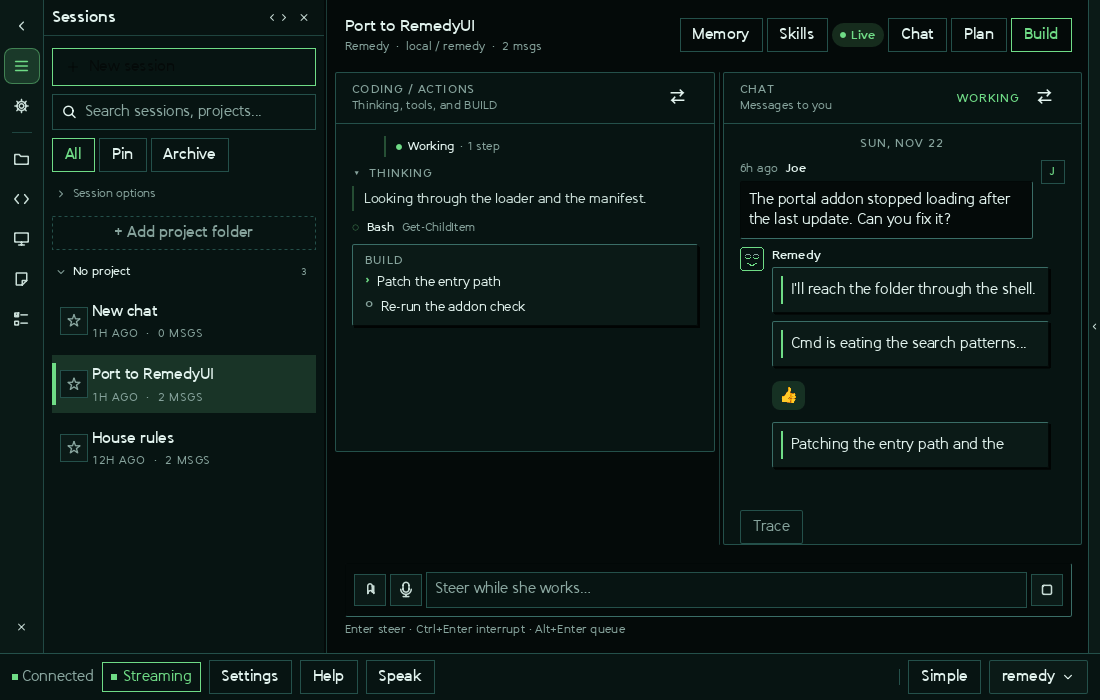 Sessions
+ New session
Search sessions, projects...
All
Pin
Archive
Session options
+ Add project folder
No project
3
New chat
1H AGO · 0 MSGS
Port to RemedyUI
1H AGO · 2 MSGS
House rules
12H AGO · 2 MSGS
Port to RemedyUI
Remedy · local / remedy · 2 msgs
Memory
Skills
Live
Chat
Plan
Build
CODING / ACTIONS
Thinking, tools, and BUILD
Working · 1 step
THINKING
Looking through the loader and the manifest.
Bash Get-ChildItem
BUILD
Patch the entry path
Re-run the addon check
CHAT
Messages to you
WORKING
SUN, NOV 22
6h ago Joe
J
The portal addon stopped loading after
the last update. Can you fix it?
Remedy
I'll reach the folder through the shell.
Cmd is eating the search patterns...
👍
Patching the entry path and the
Trace
Steer while she works...
Enter steer · Ctrl+Enter interrupt · Alt+Enter queue
Connected
Streaming
Settings
Help
Speak
Simple
remedy